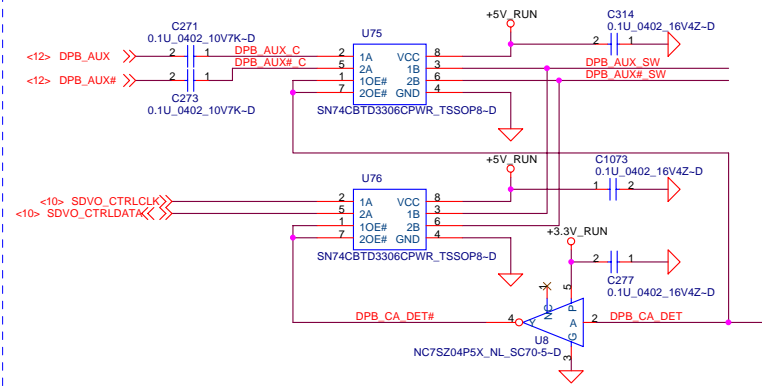 +5V_RUN
C271
0.1U_0402_10V7K~D
U75
C314
0.1U_0402_16V4Z~D
2 1
<12> DPB_AUX
2 1
DPB_AUX_C
2 1A VCC 8
<12> DPB_AUX#
2 1
DPB_AUX#_C
5 2A 1B 3
DPB_AUX_SW
1 1OE# 2B 6
DPB_AUX#_SW
7 2OE# GND 4
C273
0.1U_0402_10V7K~D
SN74CBTD3306CPWR_TSSOP8~D
+5V_RUN
C1073
0.1U_0402_16V4Z~D
1 2
U76
<10> SDVO_CTRLCLK
2 1A VCC 8
<10> SDVO_CTRLDATA
5 2A 1B 3
1 1OE# 2B 6
7 2OE# GND 4
SN74CBTD3306CPWR_TSSOP8~D
+3.3V_RUN
2 1
C277
0.1U_0402_16V4Z~D
1 NC
5 P
DPB_CA_DET#
4 Y A 2
DPB_CA_DET
G
3
U8
NC7SZ04P5X_NL_SC70-5~D